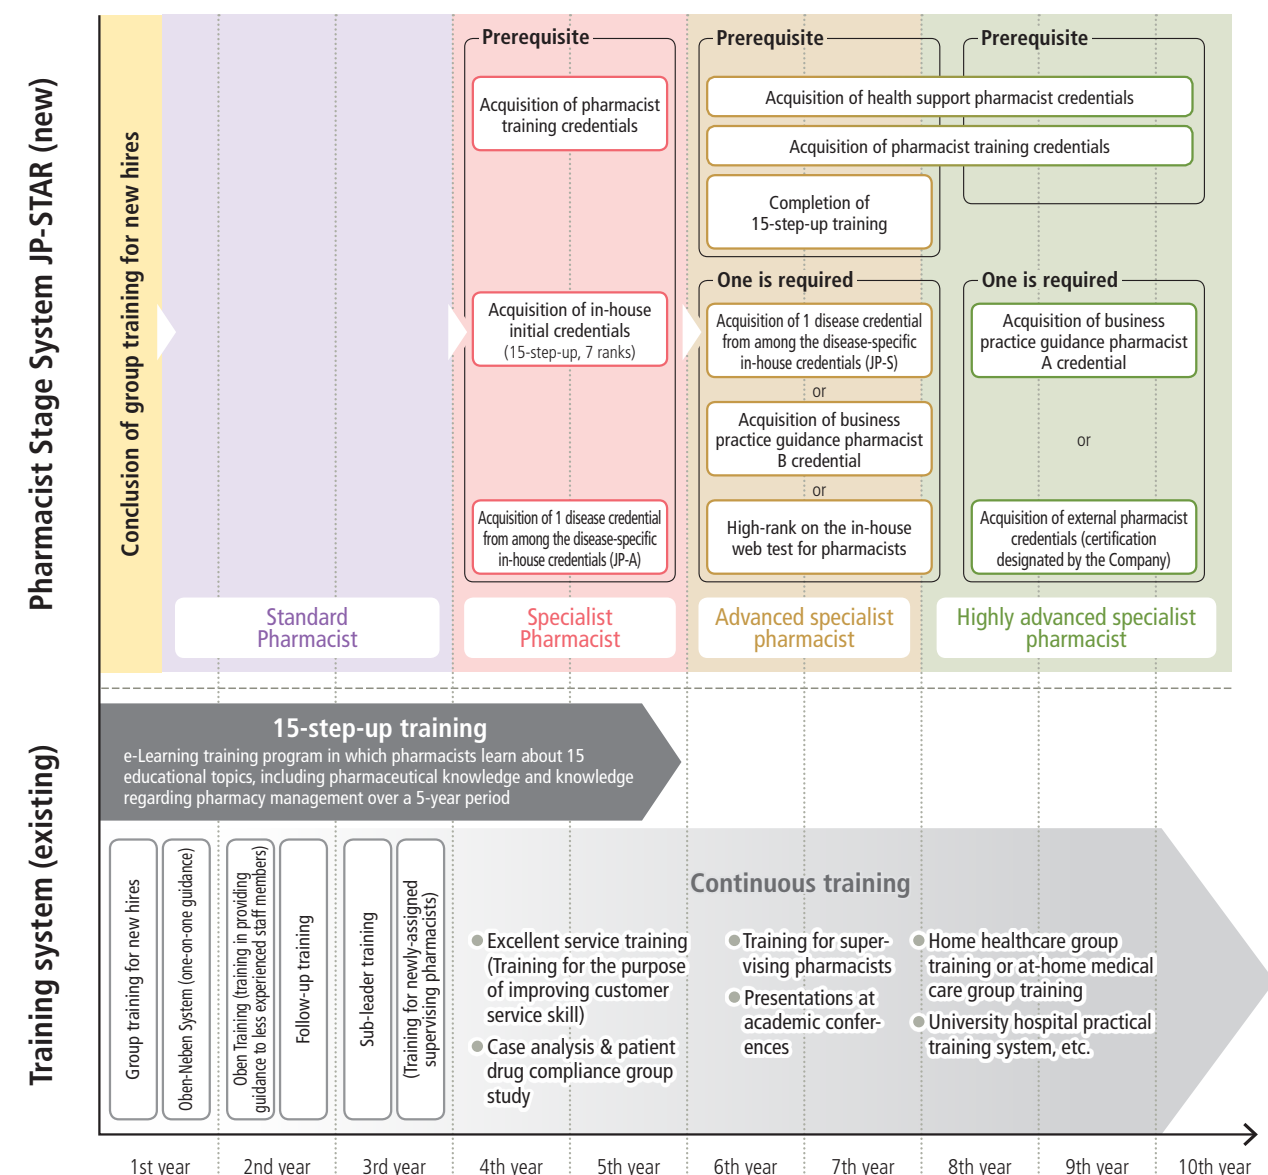 Pharmacist Stage System JP-STAR (new)
Conclusion of group training for new hires
Prerequisite
Acquisition of pharmacist
training credentials
Acquisition of in-house
initial credentials
(15-step-up, 7 ranks)
Acquisition of 1 disease credential
from among the disease-specific
in-house credentials (JP-A)
Prerequisite
Prerequisite
Acquisition of health support pharmacist credentials
Acquisition of pharmacist training credentials
Completion of
15-step-up training
One is required
Acquisition of 1 disease credential
from among the disease-specific
in-house credentials (JP-S)
or
Acquisition of business
practice guidance pharmacist
B credential
or
High-rank on the in-house
web test for pharmacists
One is required
Acquisition of business
practice guidance pharmacist
A credential
or
Acquisition of external pharmacist
credentials (certification
designated by the Company)
Standard
Pharmacist
Specialist
Pharmacist
Advanced specialist
pharmacist
Highly advanced specialist
pharmacist
Training system (existing)
15-step-up training
e-Learning training program in which pharmacists learn about 15
educational topics, including pharmaceutical knowledge and knowledge
regarding pharmacy management over a 5-year period
Group training for new hires
Oben-Neben System (one-on-one guidance)
Oben Training (training in providing
guidance to less experienced staff members)
Follow-up training
Sub-leader training
(Training for newly-assigned
supervising pharmacists)
Continuous training
Excellent service training
(Training for the purpose
of improving customer
service skill)
Case analysis & patient
drug compliance group
study
Training for super-
vising pharmacists
Presentations at
academic confer-
ences
Home healthcare group
training or at-home medical
care group training
University hospital practical
training system, etc.
1st year
2nd year
3rd year
4th year
5th year
6th year
7th year
8th year
9th year
10th year